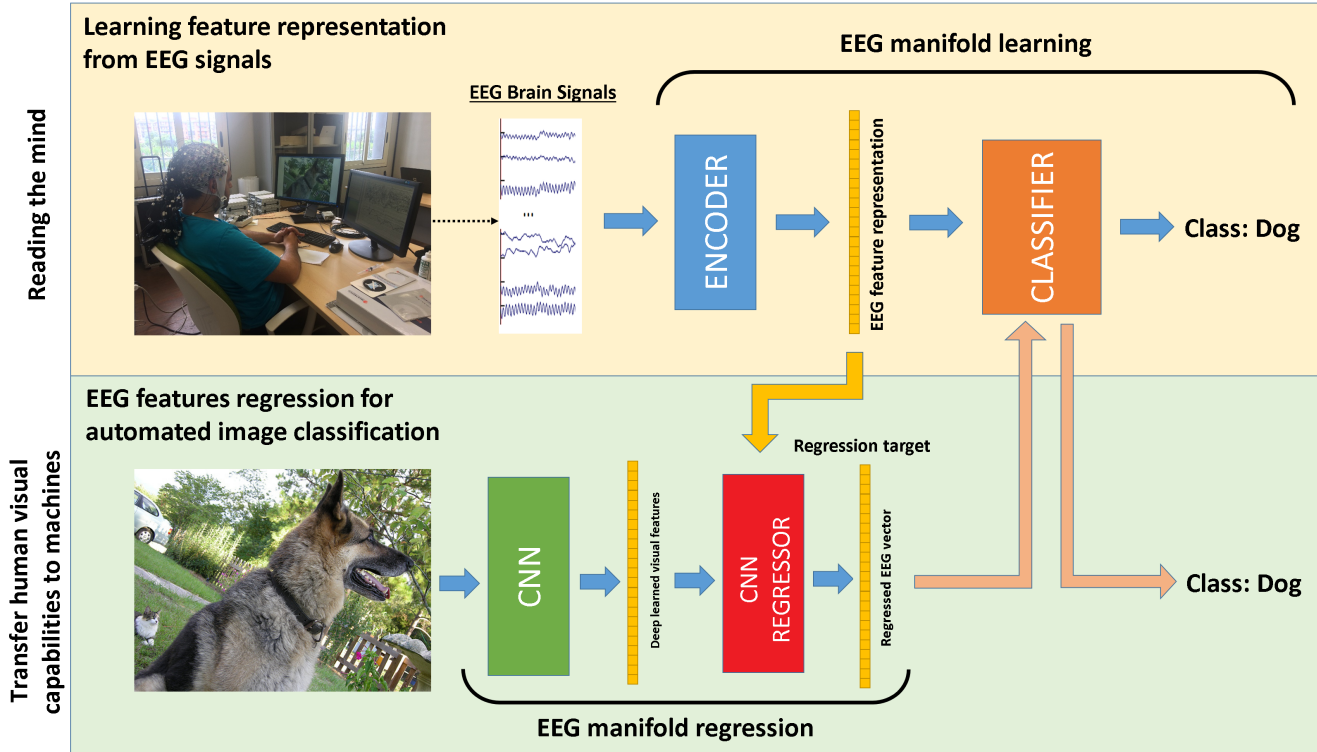 Learning feature representation
from EEG signals
EEG manifold learning
EEG Brain Signals
Reading the mind
...
ENCODER
EEG feature representation
CLASSIFIER
Class: Dog
EEG features regression for
automated image classification
Regression target
Transfer human visual
capabilities to machines
CNN
Deep learned visual features
CNN
REGRESSOR
Regressed EEG vector
Class: Dog
EEG manifold regression